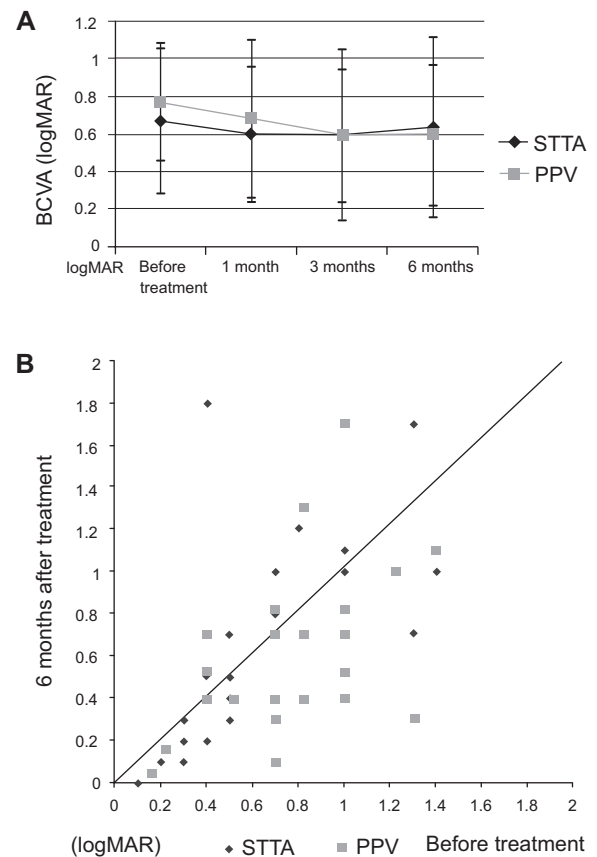 A
1.2
1
0.8
0.6
0.4
0.2
0
BCVA (logMAR)
logMAR
Before treatment
1 month
3 months
6 months
STTA
PPV
B
2
1.8
1.6
1.4
1.2
1
0.8
0.6
0.4
0.2
0
6 months after treatment
0 0.2 0.4 0.6 0.8 1 1.2 1.4 1.6 1.8 2
(logMAR) STTA PPV Before treatment